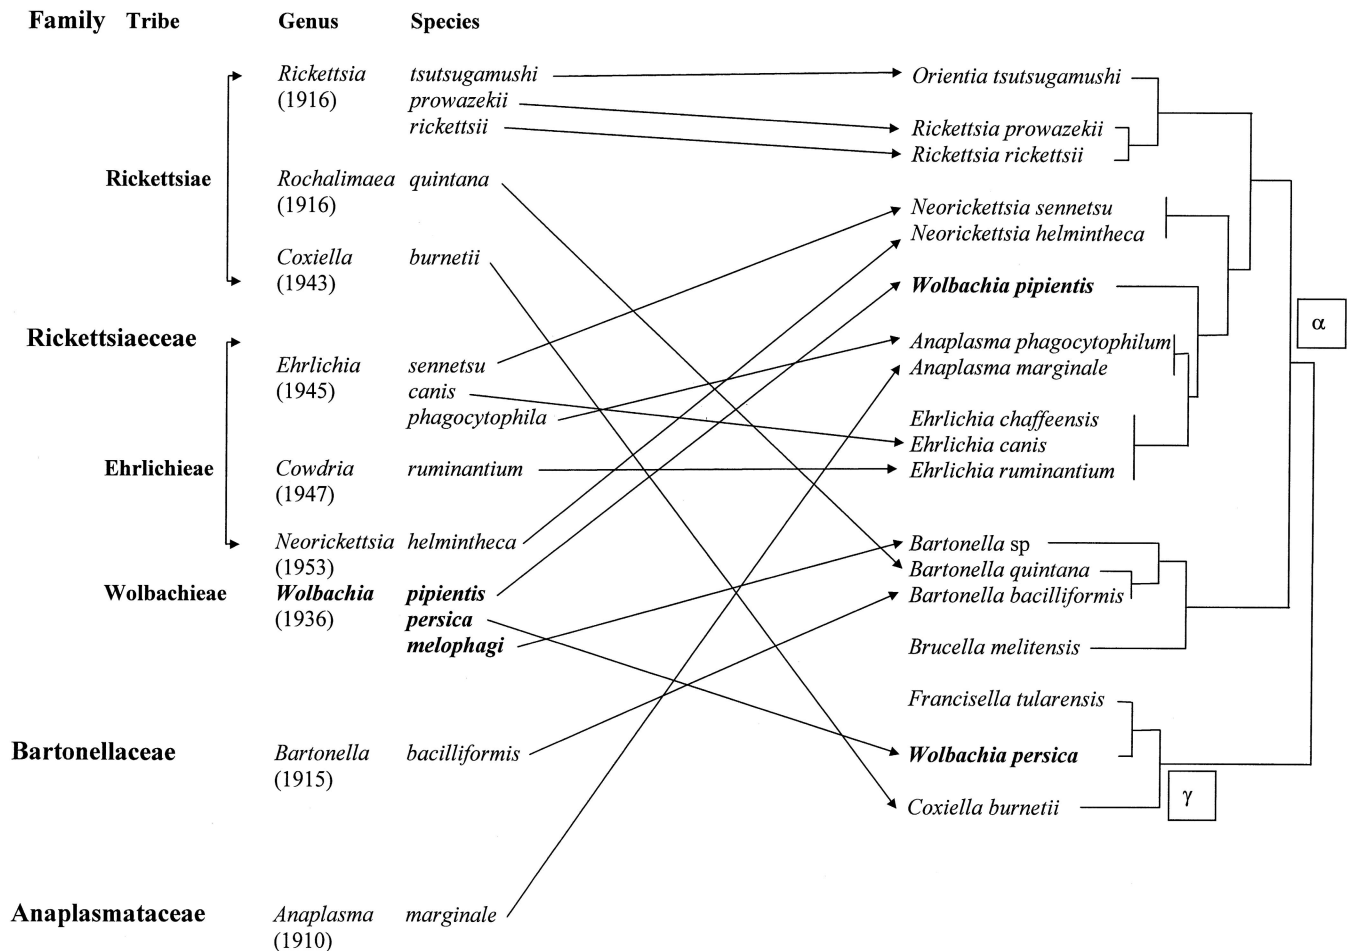 Family Tribe Genus Species
Rickettsia tsutsugamushi Orientia tsutsugamushi
(1916) prowazekii
rickettsii Rickettsia prowazekii
Rickettsia rickettsii
Rickettsiae Rochalimaea quintana
(1916) Neorickettsia sennetsu
Neorickettsia helmintheca
Coxiella burnetii
(1943) Wolbachia pipientis
α
Rickettsiaeceae
Anaplasma phagocytophilum
Ehrlichia sennetsu Anaplasma marginale
(1945) canis
phagocytophila Ehrlichia chaffeensis
Ehrlichia canis
Ehrlichieae Cowdria ruminantium Ehrlichia ruminantium
(1947)
Neorickettsia helmintheca Bartonella sp
(1953) Bartonella quintana
Wolbachieae Wolbachia pipientis Bartonella bacilliformis
(1936) persica
melophagi Brucella melitensis
Francisella tularensis
Bartonellaceae Bartonella bacilliformis Wolbachia persica
(1915)
γ
Coxiella burnetii
Anaplasmataceae Anaplasma marginale
(1910)